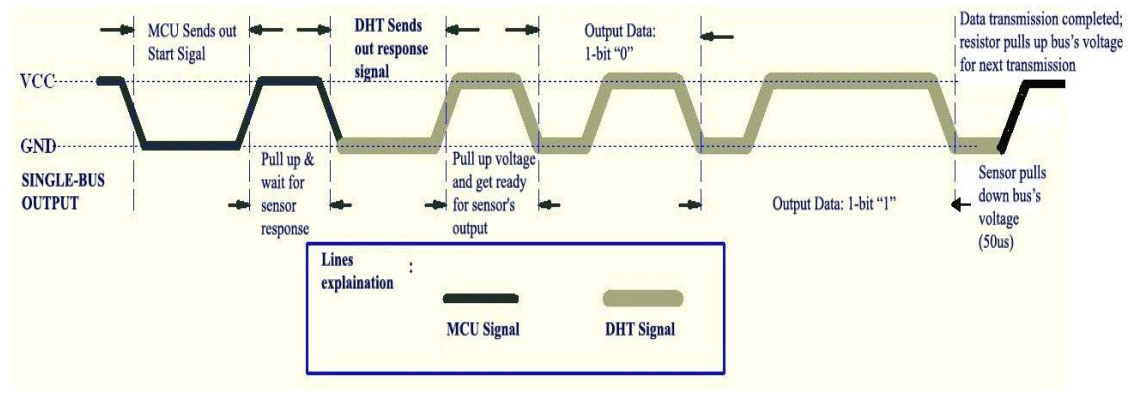 MCU Sends out
Start Sigal
DHT Sends
out response
signal
Output Data:
1-bit “0”
Data transmission completed;
resistor pulls up bus’s voltage
for next transmission
VCC
GND
SINGLE-BUS
OUTPUT
Pull up &
wait for
sensor
response
Pull up voltage
and get ready
for sensor's
output
Output Data: 1-bit “1”
Sensor pulls
down bus’s
voltage
(50us)
Lines
explaination :
MCU Signal
DHT Signal